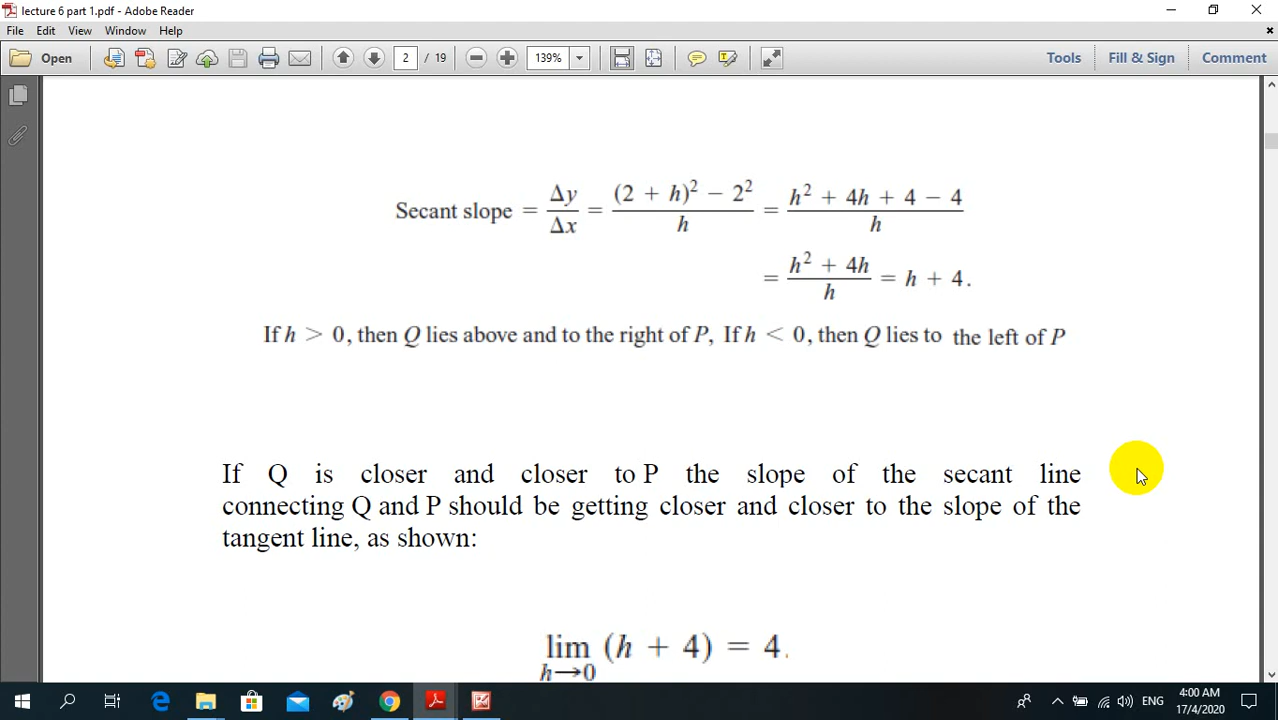 lecture 6 part 1.pdf - Adobe Reader
File Edit View Window Help
Open 2 / 19 139% Tools Fill & Sign Comment
Secant slope = Δy/Δx = ((2 + h)² − 2²)/h = (h² + 4h + 4 − 4)/h
= (h² + 4h)/h = h + 4.
If h > 0, then Q lies above and to the right of P, If h < 0, then Q lies to the left of P
If Q is closer and closer to P the slope of the secant line
connecting Q and P should be getting closer and closer to the slope of the
tangent line, as shown:
lim h→0 (h + 4) = 4.
ENG 4:00 AM
17/4/2020